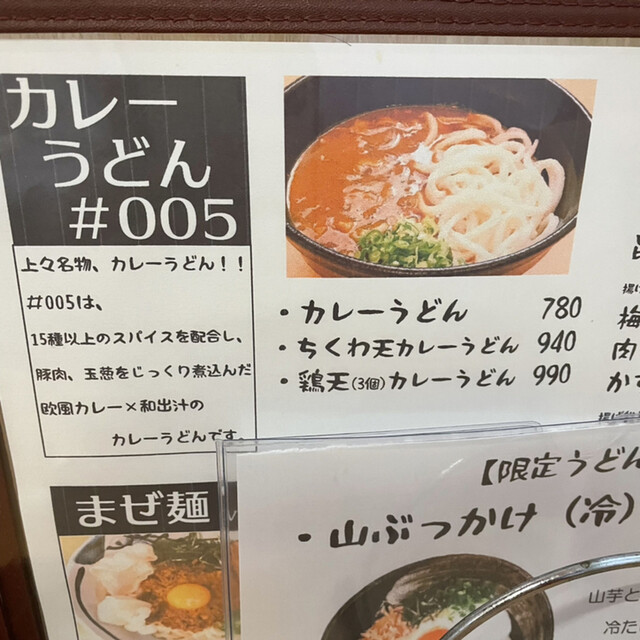 カレー
うどん
#005
上々名物、カレーうどん！！
#005は、
15種以上のスパイスを配合し、
豚肉、玉葱をじっくり煮込んだ
欧風カレー×和出汁の
カレーうどんです。
・カレーうどん 780
・ちくわ天カレーうどん 940
・鶏天(3個)カレーうどん 990
梅
肉
まぜ麺
【限定うどん
・山ぶっかけ（冷）
山芋と
冷た